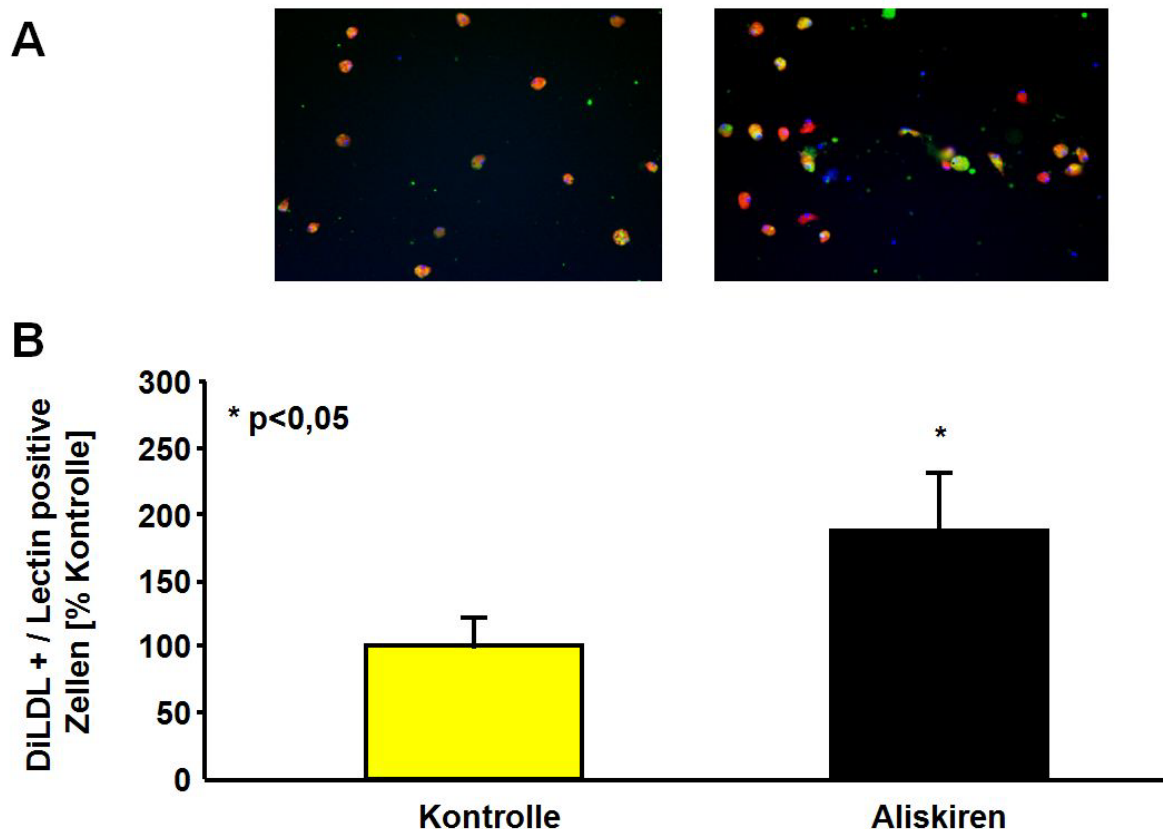 A
B
DiLDL + / Lectin positive
Zellen [% Kontrolle]
300
250
200
150
100
50
0
* p<0,05
*
Kontrolle
Aliskiren